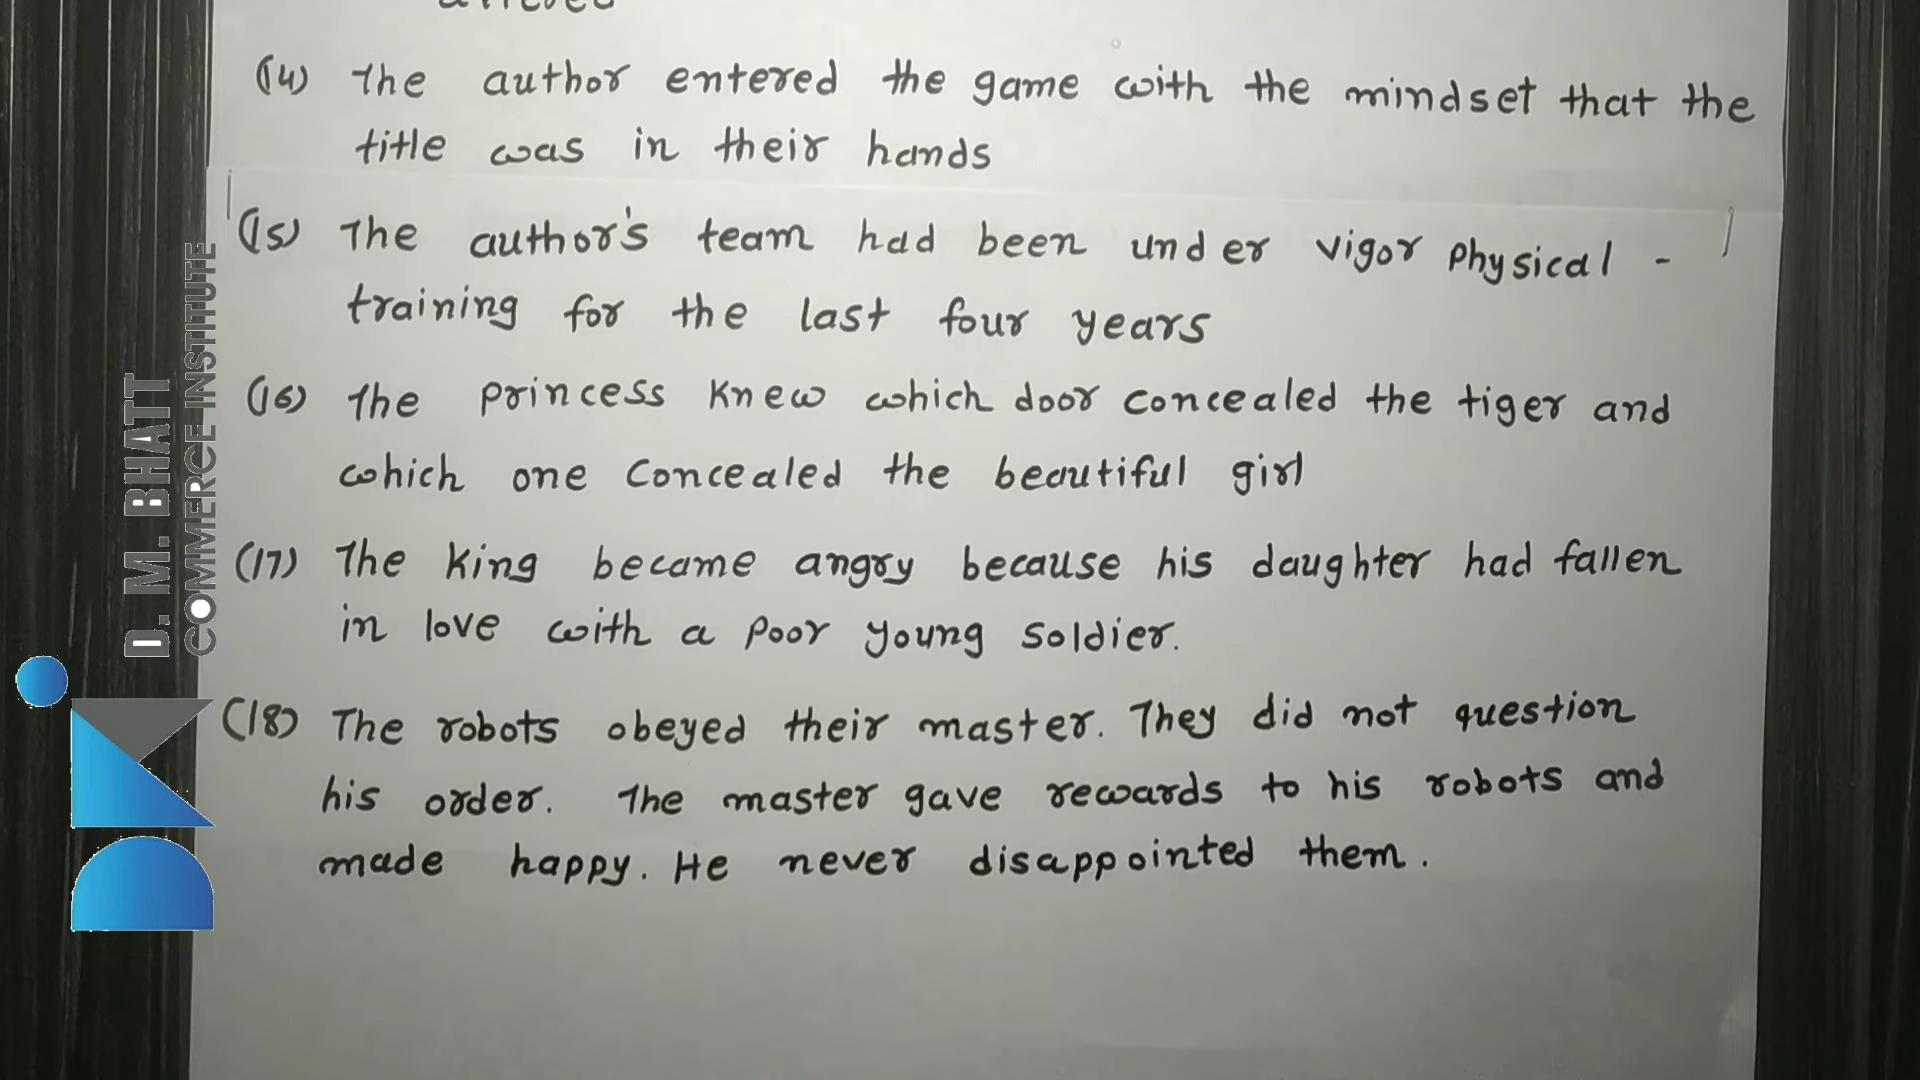 (14) The author entered the game with the mindset that the
title was in their hands
(15) The author's team had been under vigor physical -
training for the last four years
(16) The princess knew which door concealed the tiger and
which one concealed the beautiful girl
(17) The king became angry because his daughter had fallen
in love with a poor young soldier.
(18) The robots obeyed their master. They did not question
his order. The master gave rewards to his robots and
made happy. He never disappointed them.
D. M. BHATT
COMMERCE INSTITUTE